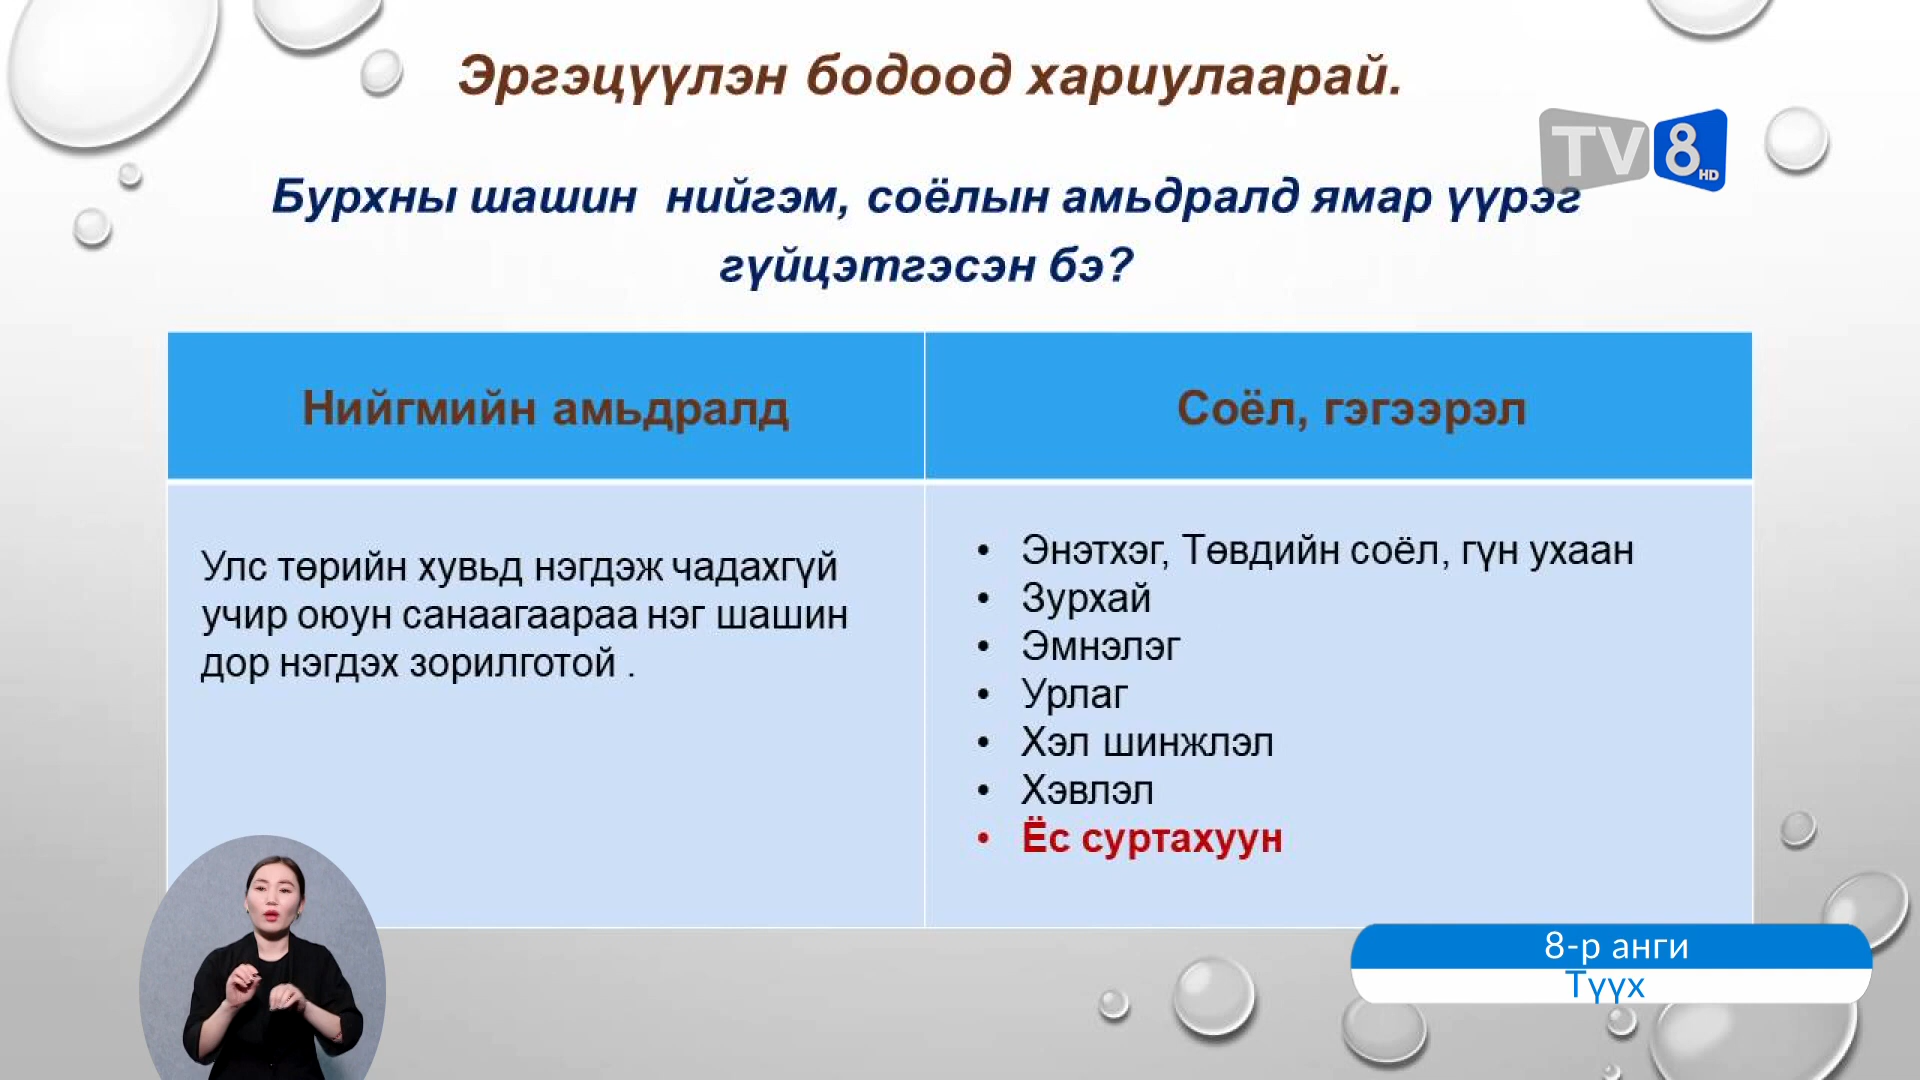 Эргэцүүлэн бодоод хариулаарай.
TV8 HD
Бурхны шашин нийгэм, соёлын амьдралд ямар үүрэг
гүйцэтгэсэн бэ?
Нийгмийн амьдралд
Соёл, гэгээрэл
Улс төрийн хувьд нэгдэж чадахгүй
учир оюун санаагаараа нэг шашин
дор нэгдэх зорилготой .
• Энэтхэг, Төвдийн соёл, гүн ухаан
• Зурхай
• Эмнэлэг
• Урлаг
• Хэл шинжлэл
• Хэвлэл
• Ёс суртахуун
8-р анги
Түүх